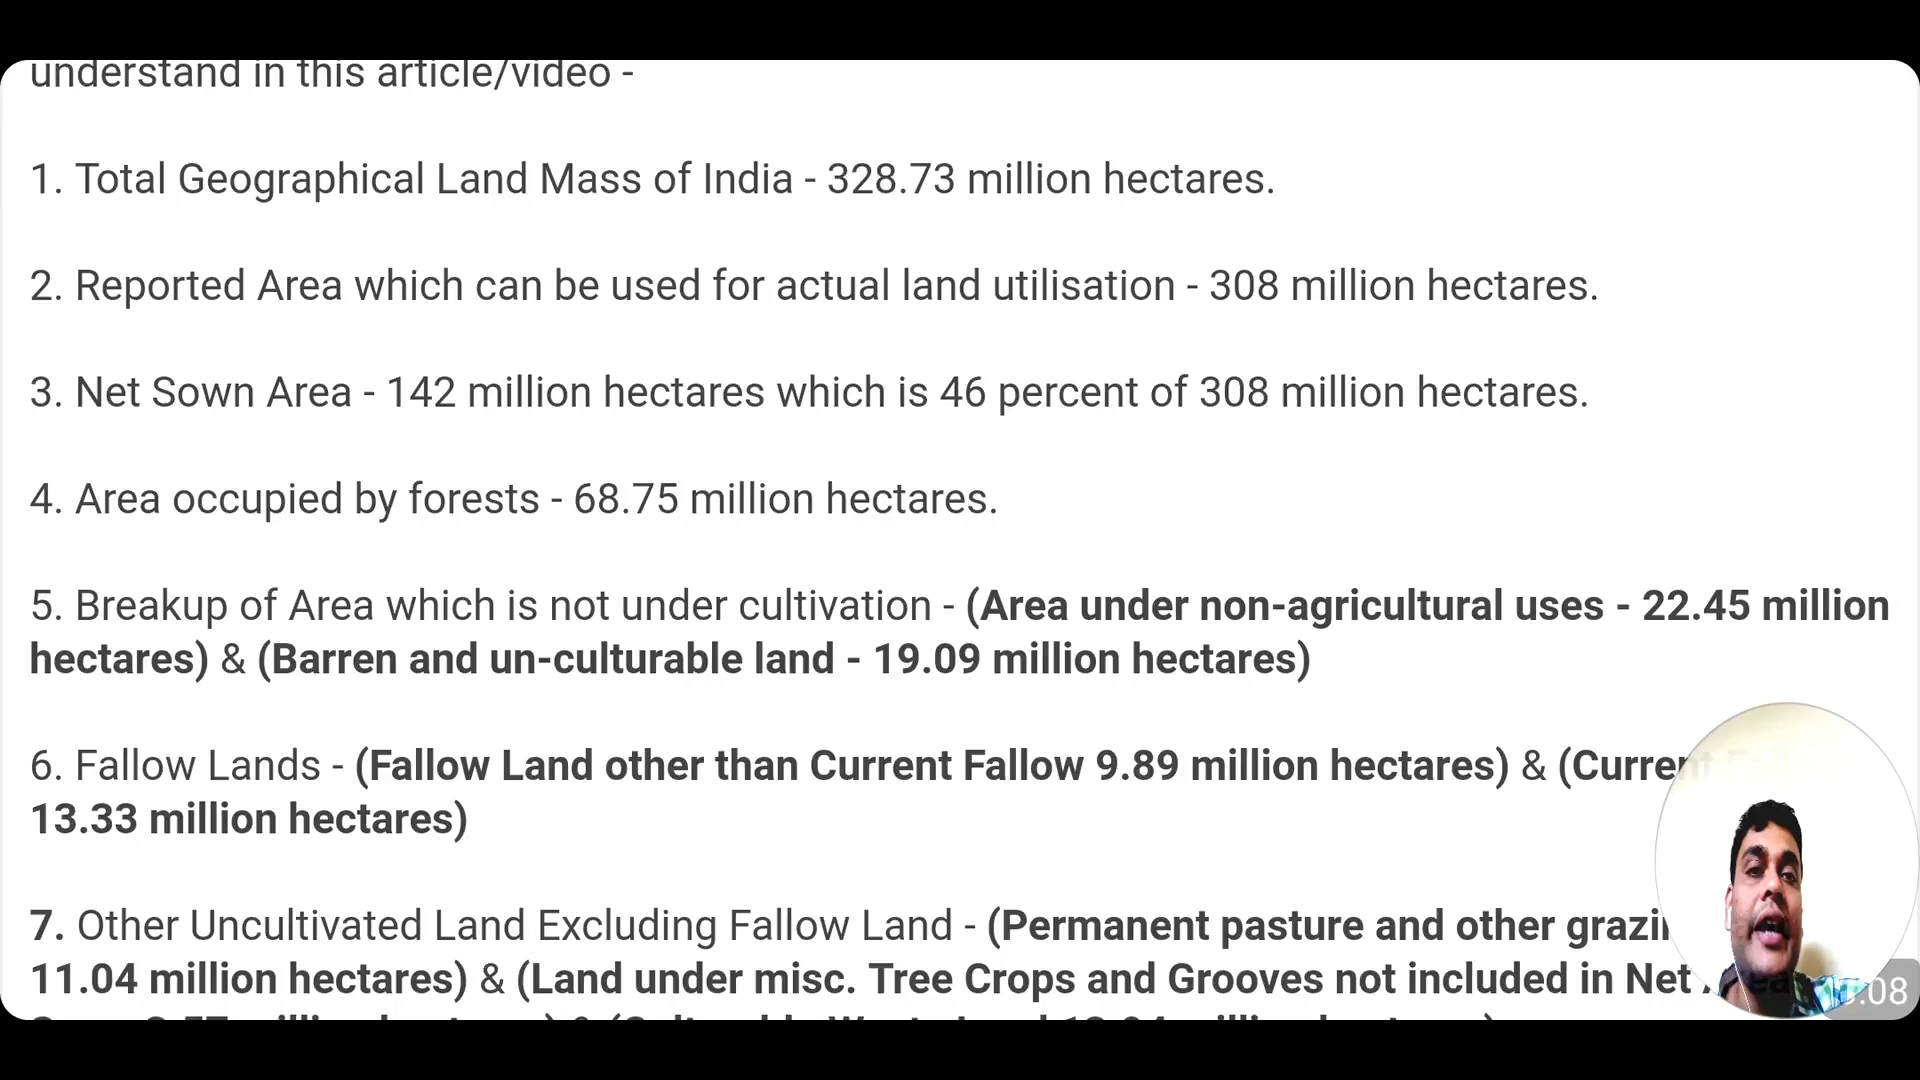 understand in this article/video -
1. Total Geographical Land Mass of India - 328.73 million hectares.
2. Reported Area which can be used for actual land utilisation - 308 million hectares.
3. Net Sown Area - 142 million hectares which is 46 percent of 308 million hectares.
4. Area occupied by forests - 68.75 million hectares.
5. Breakup of Area which is not under cultivation - (Area under non-agricultural uses - 22.45 million
hectares) & (Barren and un-culturable land - 19.09 million hectares)
6. Fallow Lands - (Fallow Land other than Current Fallow 9.89 million hectares) & (Current
13.33 million hectares)
7. Other Uncultivated Land Excluding Fallow Land - (Permanent pasture and other
11.04 million hectares) & (Land under misc. Tree Crops and Grooves not included in Net